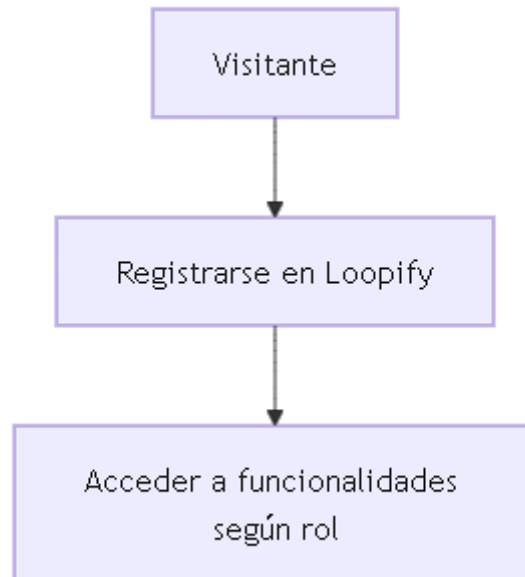 Visitante
Registrarse en Loopify
Acceder a funcionalidades
según rol